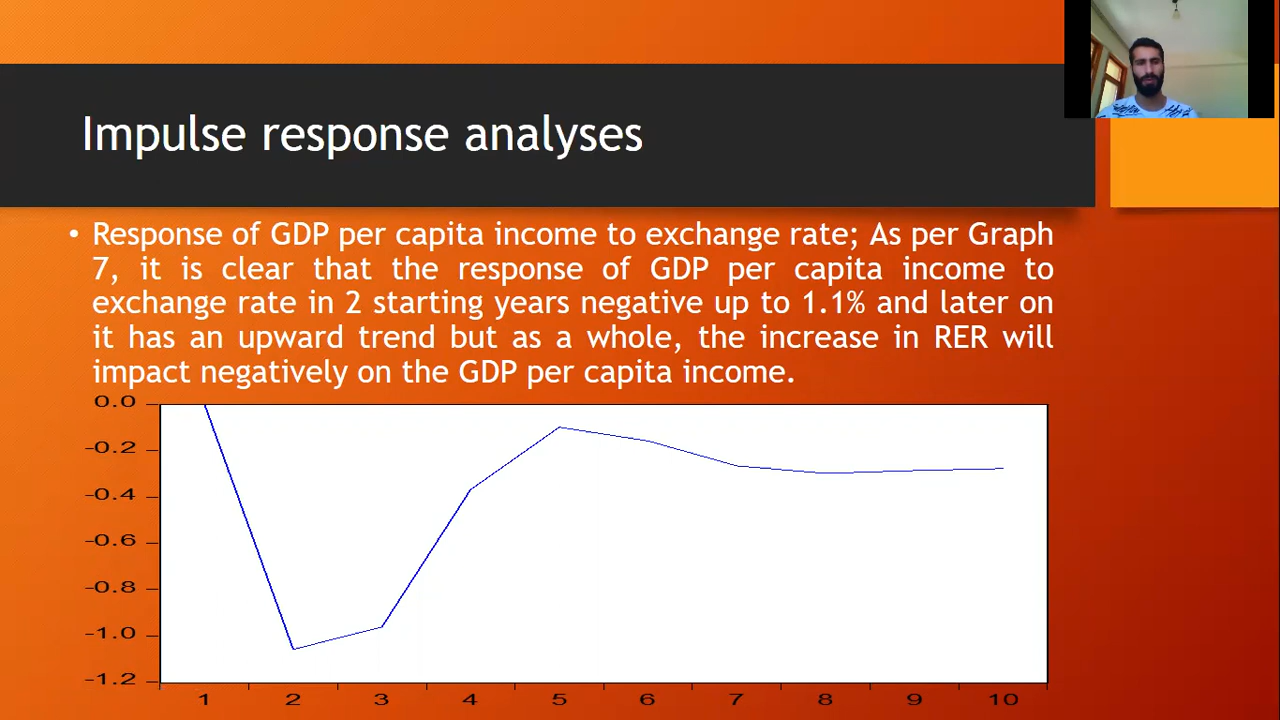 Impulse response analyses
• Response of GDP per capita income to exchange rate; As per Graph
7, it is clear that the response of GDP per capita income to
exchange rate in 2 starting years negative up to 1.1% and later on
it has an upward trend but as a whole, the increase in RER will
impact negatively on the GDP per capita income.
0.0
-0.2
-0.4
-0.6
-0.8
-1.0
-1.2
1 2 3 4 5 6 7 8 9 10